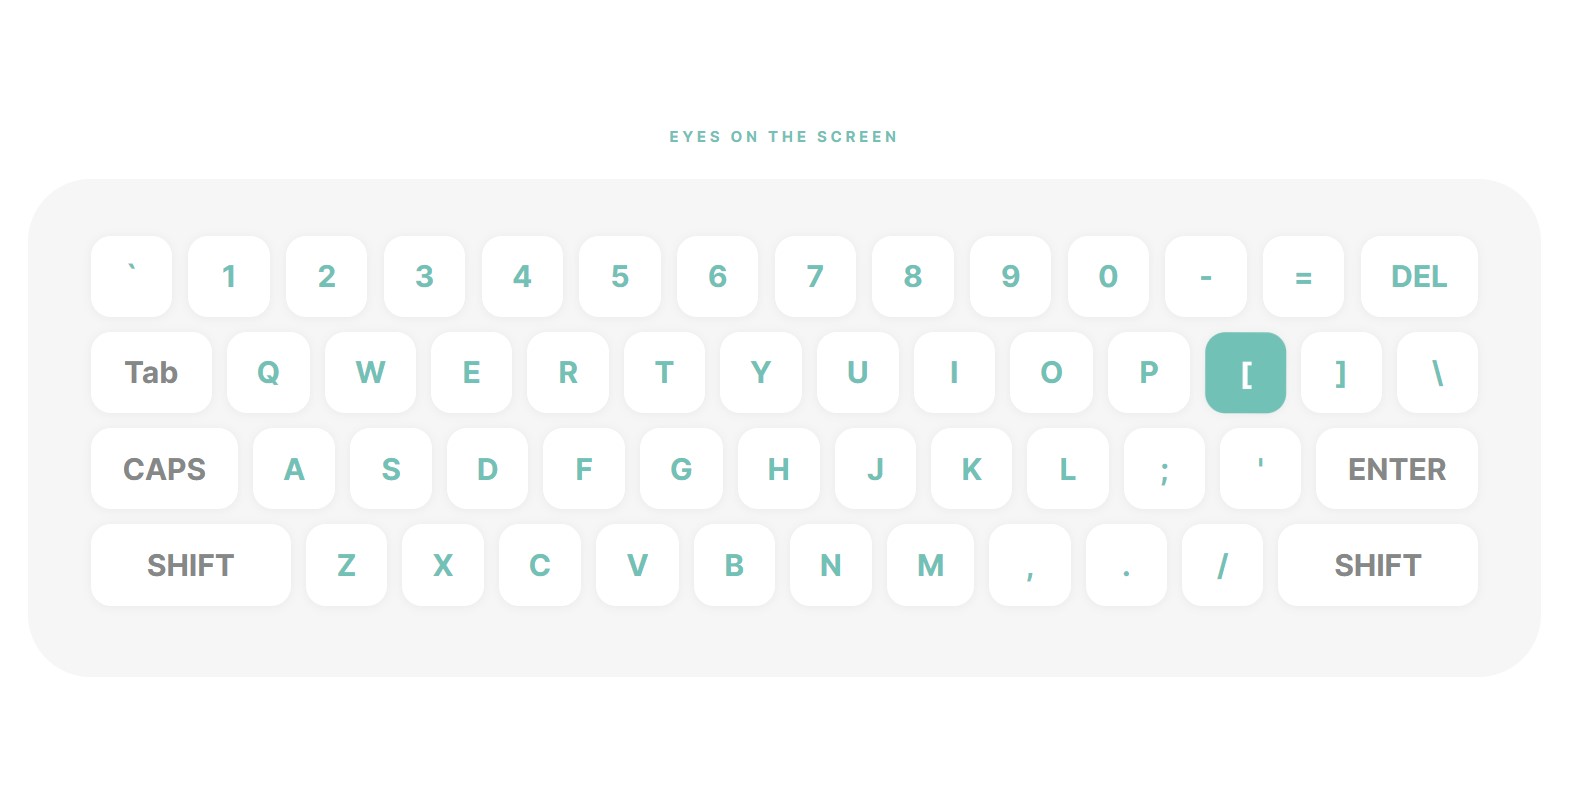 EYES ON THE SCREEN
` 1 2 3 4 5 6 7 8 9 0 - = DEL
Tab Q W E R T Y U I O P [ ] \
CAPS A S D F G H J K L ; ' ENTER
SHIFT Z X C V B N M , . / SHIFT